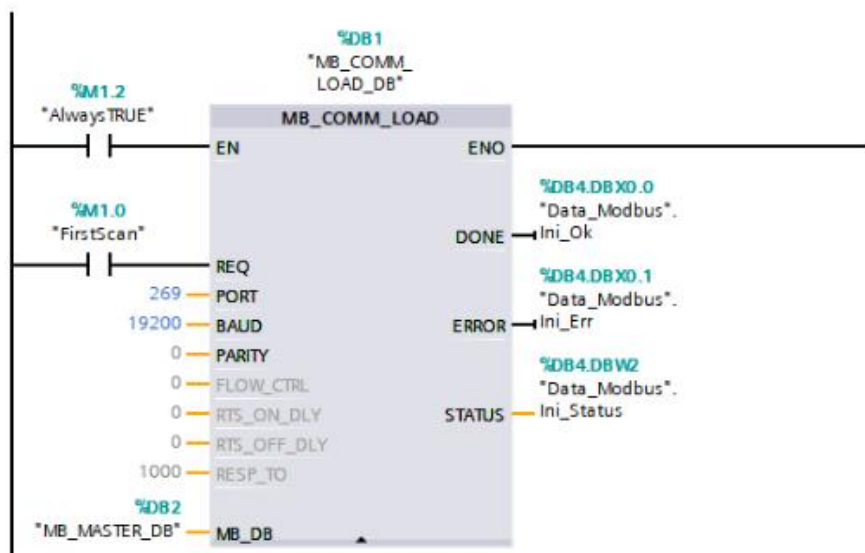 %DB1
"MB_COMM_
LOAD_DB"
%M1.2
"AlwaysTRUE"
MB_COMM_LOAD
EN
ENO
%DB4.DBX0.0
"Data_Modbus".
Ini_Ok
%M1.0
"FirstScan"
DONE
REQ
%DB4.DBX0.1
"Data_Modbus".
Ini_Err
269 PORT
19200 BAUD
ERROR
0 PARITY
%DB4.DBW2
"Data_Modbus".
Ini_Status
0 FLOW_CTRL
0 RTS_ON_DLY
STATUS
0 RTS_OFF_DLY
1000 RESP_TO
%DB2
"MB_MASTER_DB" MB_DB